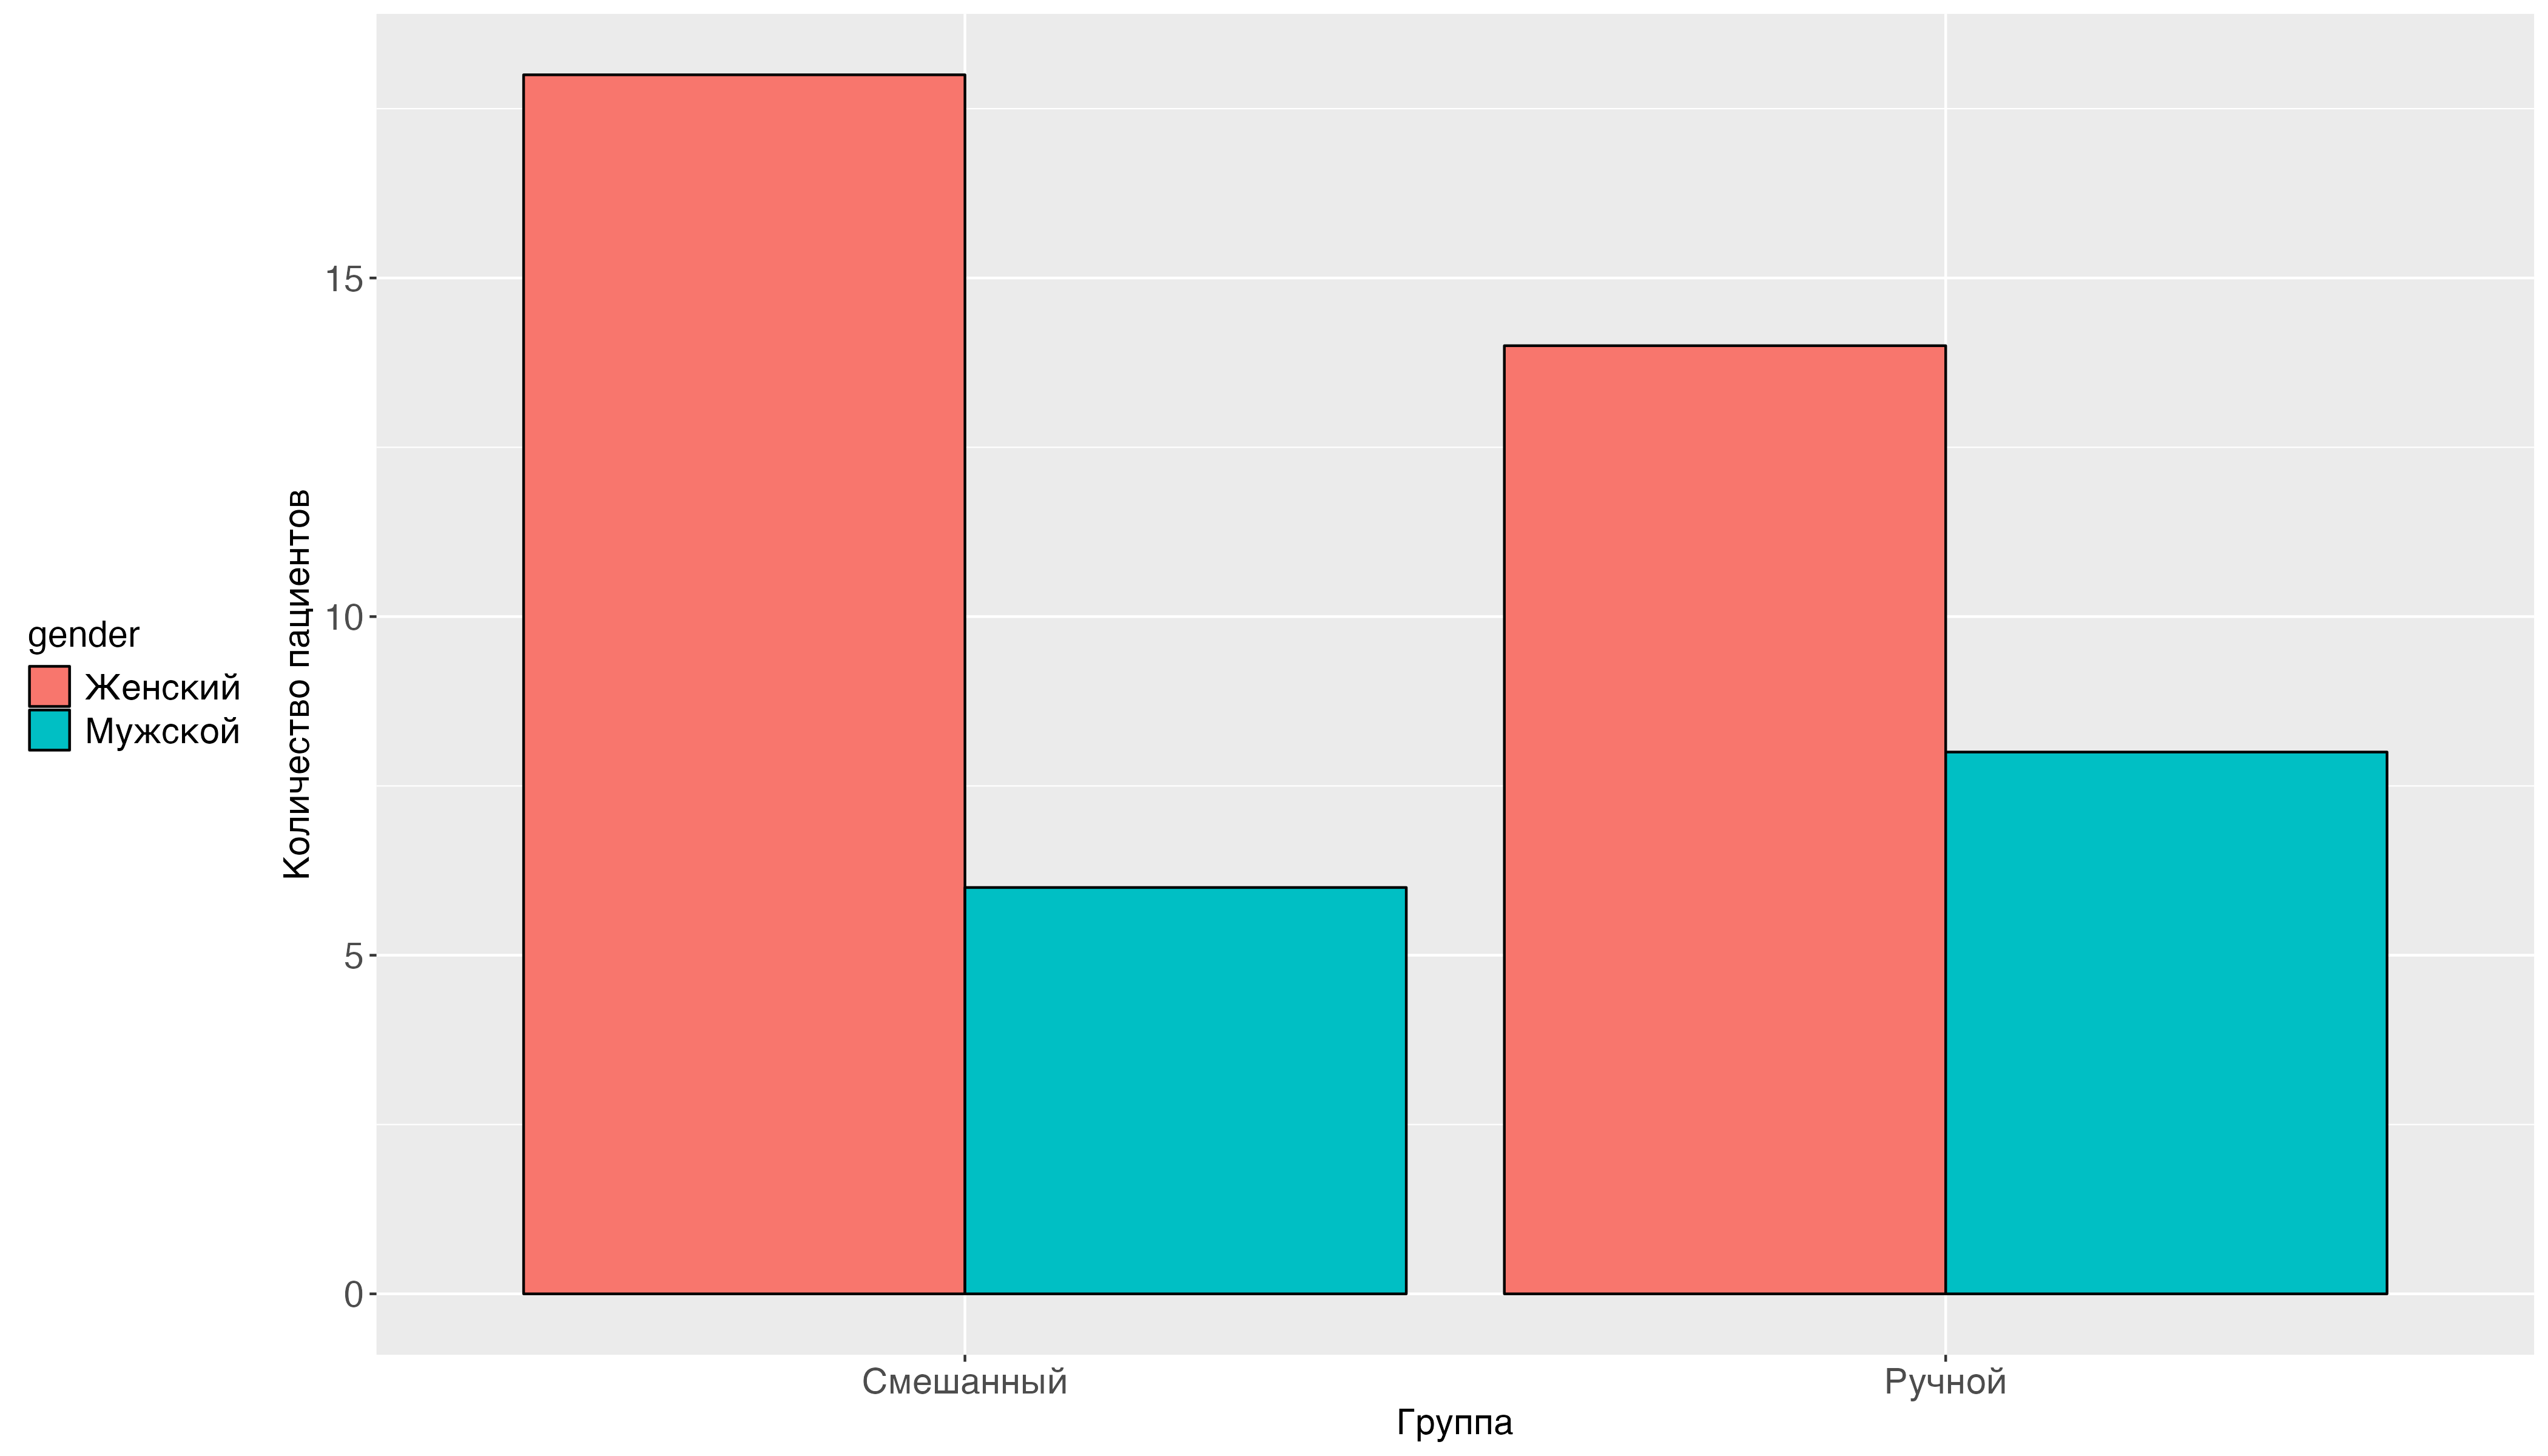 gender
Женский
Мужской
Количество пациентов
15
10
5
0
Смешанный
Ручной
Группа